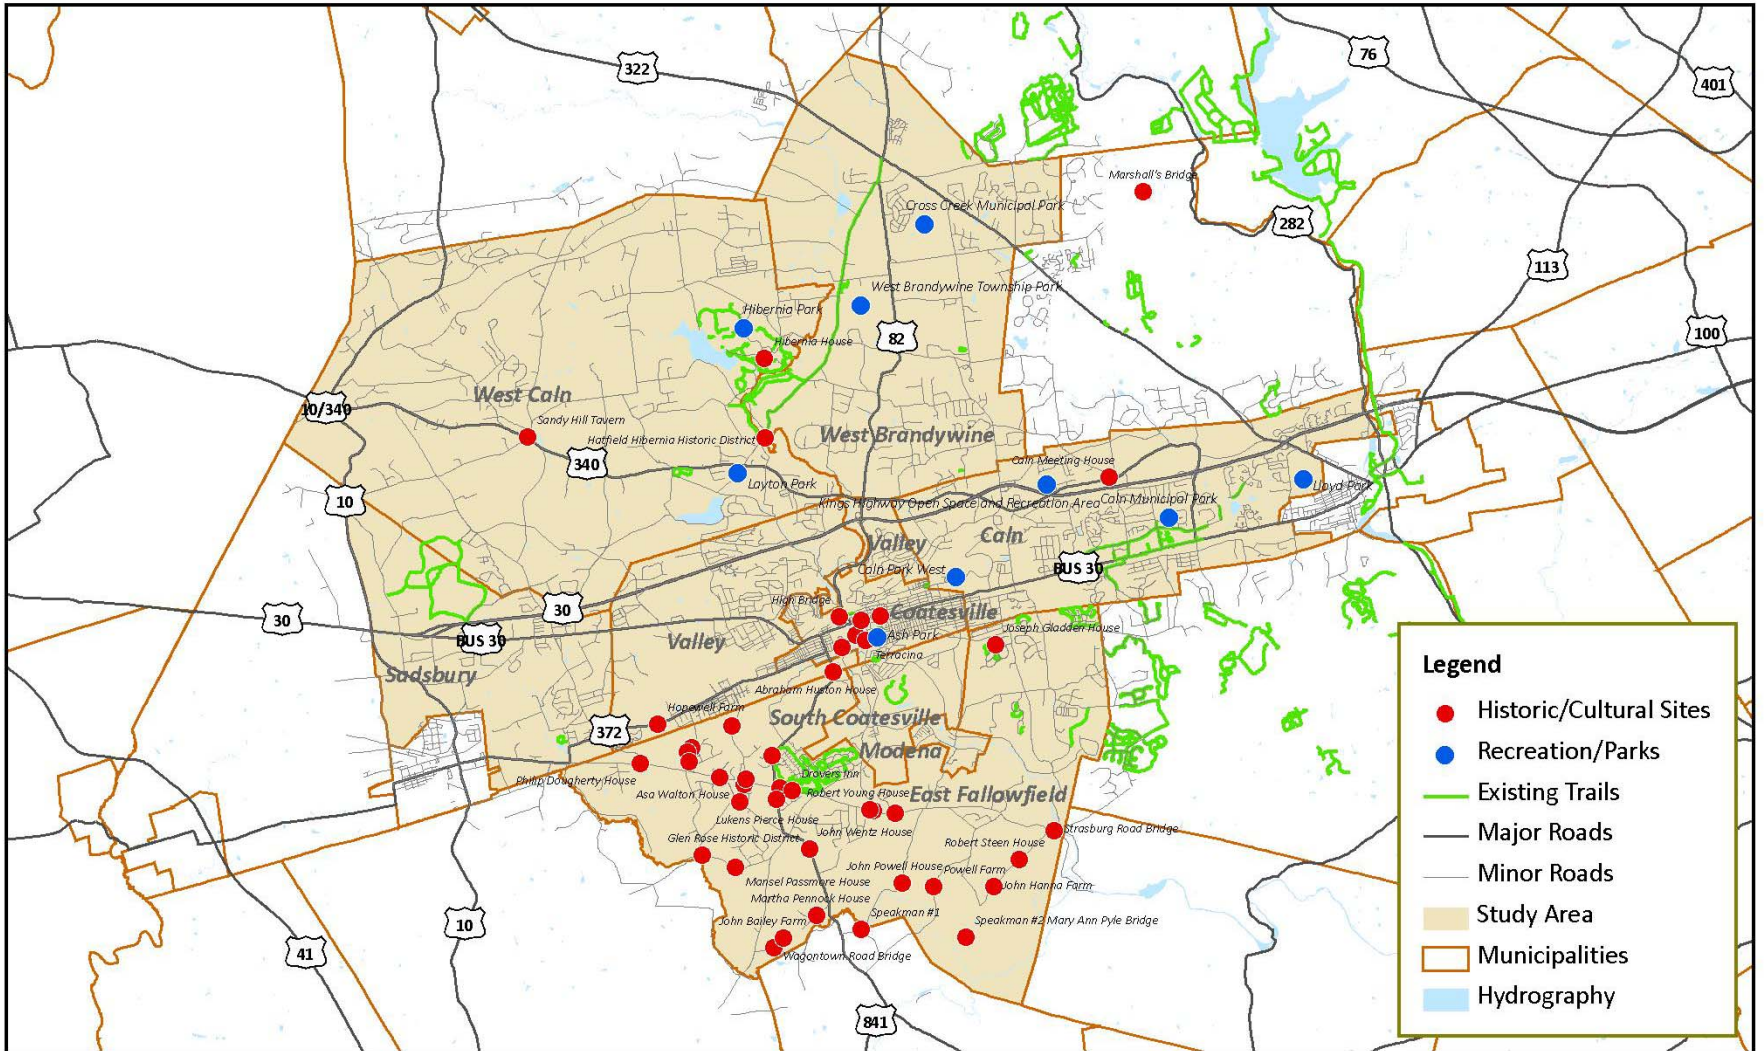 322
76
401
Marshall's Bridge
Cross Creek Municipal Park
282
113
West Brandywine Township Park
Hibernia Park
82
Hibernia House
100
West Caln
10/340
Sandy Hill Tavern
Hatfield Hibernia Historic District
West Brandywine
340
Caln Meeting House
Layton Park
Lloyd Park
10
Kings Highway Open Space and Recreation Area
Caln Municipal Park
Valley
Caln
Caln Park West
BUS 30
High Bridge
30
30
Coatesville
BUS 30
Valley
Ash Park
Joseph Gladden House
Terracina
Sadsbury
Abraham Huston House
Hopewell Farm
South Coatesville
372
Modena
Philip Dougherty House
Drovers Inn
Asa Walton House
Robert Young House
East Fallowfield
Lukens Pierce House
John Wentz House
Strasburg Road Bridge
Glen Rose Historic District
Robert Steen House
John Powell House
Powell Farm
Mansel Passmore House
John Hanna Farm
Martha Pennock House
John Bailey Farm
Speakman #1
Speakman #2 Mary Ann Pyle Bridge
10
41
Wagontown Road Bridge
841
Legend
Historic/Cultural Sites
Recreation/Parks
Existing Trails
Major Roads
Minor Roads
Study Area
Municipalities
Hydrography